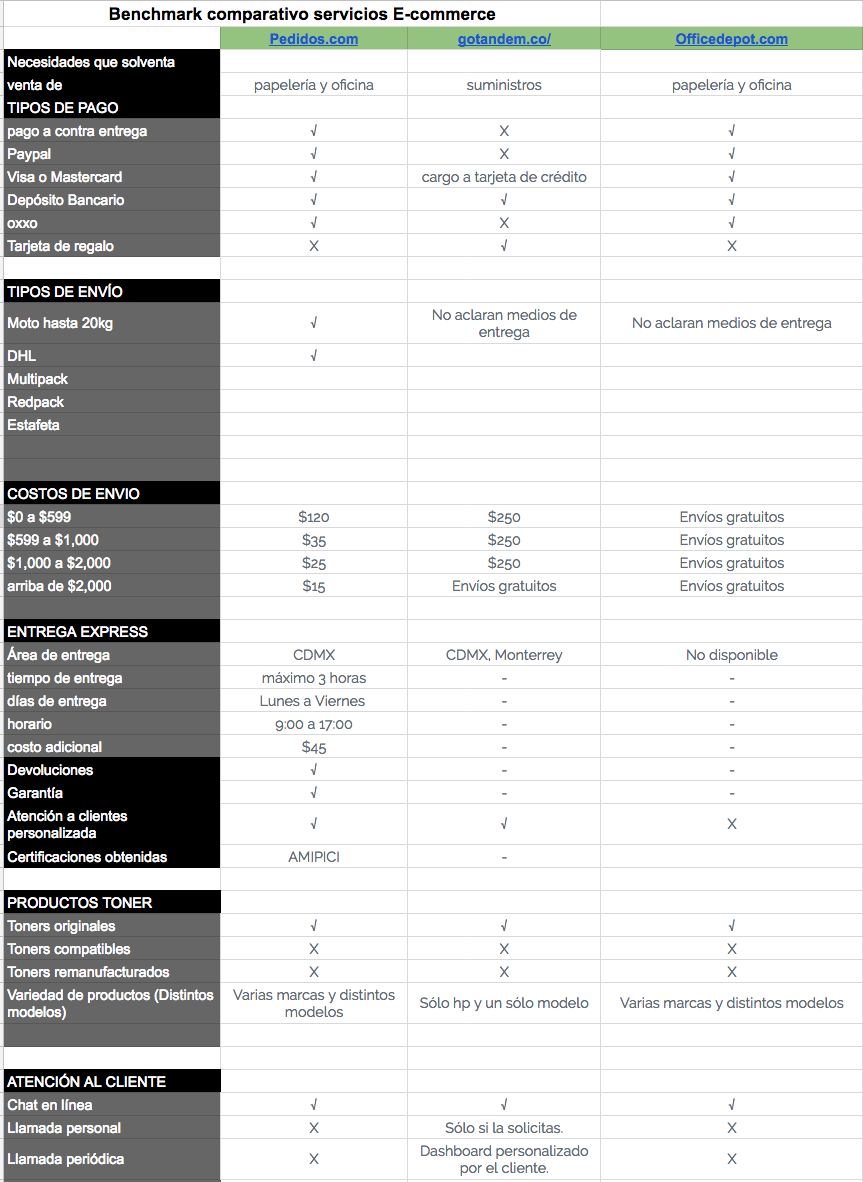 Benchmark comparativo servicios E-commerce
Pedidos.com gotandem.co/ Officedepot.com
Necesidades que solventa
venta de papelería y oficina suministros papelería y oficina
TIPOS DE PAGO
pago a contra entrega √ X √
Paypal √ X √
Visa o Mastercard √ cargo a tarjeta de crédito √
Depósito Bancario √ √ √
oxxo √ X √
Tarjeta de regalo X √ X
TIPOS DE ENVÍO
Moto hasta 20kg √ No aclaran medios de
entrega No aclaran medios de entrega
DHL √
Multipack
Redpack
Estafeta
COSTOS DE ENVIO
$0 a $599 $120 $250 Envíos gratuitos
$599 a $1,000 $35 $250 Envíos gratuitos
$1,000 a $2,000 $25 $250 Envíos gratuitos
arriba de $2,000 $15 Envíos gratuitos Envíos gratuitos
ENTREGA EXPRESS
Área de entrega CDMX CDMX, Monterrey No disponible
tiempo de entrega máximo 3 horas - -
días de entrega Lunes a Viernes - -
horario 9:00 a 17:00 - -
costo adicional $45 - -
Devoluciones √ - -
Garantía √ - -
Atención a clientes
personalizada √ √ X
Certificaciones obtenidas AMIPICI -
PRODUCTOS TONER
Toners originales √ √ √
Toners compatibles X X X
Toners remanufacturados X X X
Variedad de productos (Distintos
modelos) Varias marcas y distintos
modelos Sólo hp y un sólo modelo Varias marcas y distintos modelos
ATENCIÓN AL CLIENTE
Chat en línea √ √ √
Llamada personal X Sólo si la solicitas. X
Llamada periódica X Dashboard personalizado
por el cliente. X